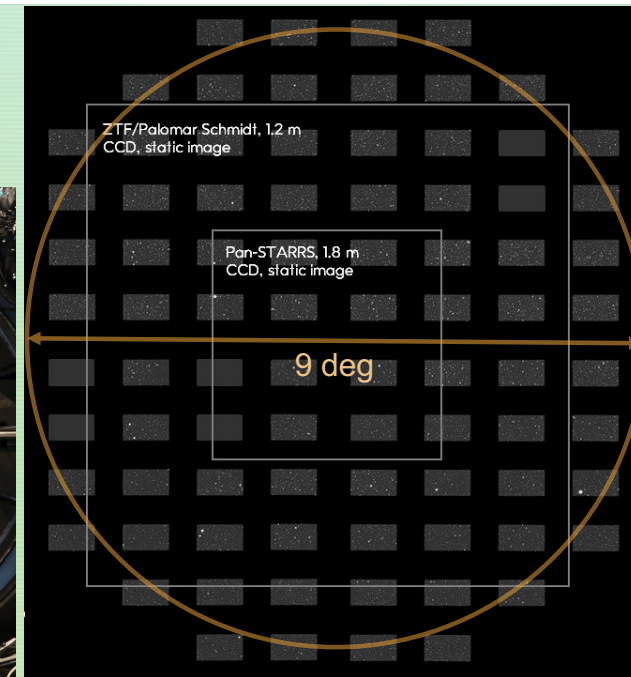 ZTF/Palomar Schmidt, 1.2 m
CCD, static image
Pan-STARRS, 1.8 m
CCD, static image
9 deg